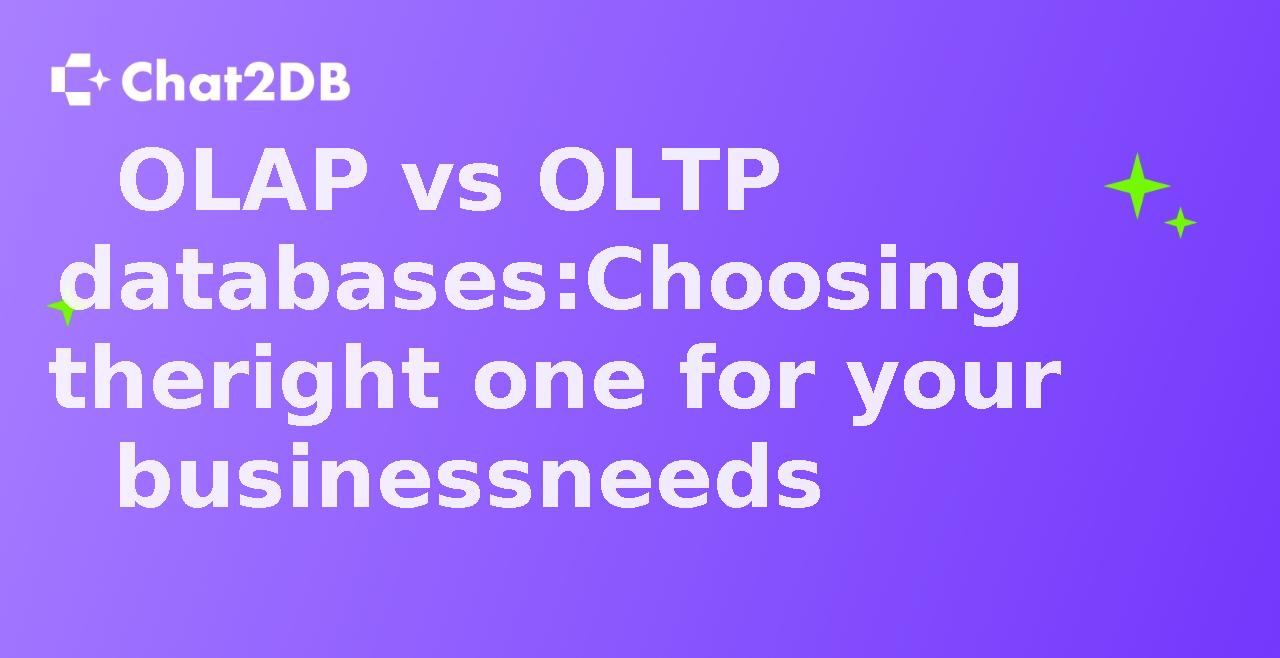 Chat2DB
OLAP vs OLTP
databases:Choosing
theright one for your
businessneeds